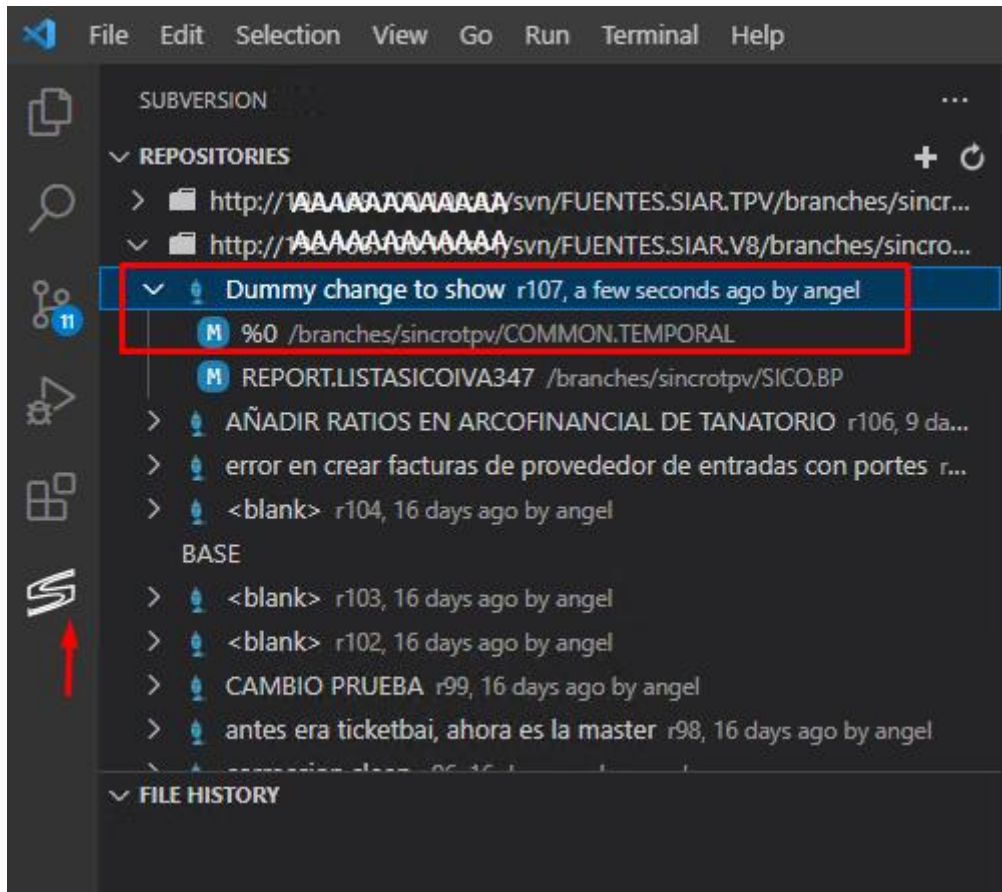 File Edit Selection View Go Run Terminal Help
SUBVERSION ...
REPOSITORIES
http:///svn/FUENTES.SIAR.TPV/branches/sincr...
http:///svn/FUENTES.SIAR.V8/branches/sincro...
Dummy change to show r107, a few seconds ago by angel
M %0 /branches/sincrotpv/COMMON.TEMPORAL
M REPORT.LISTASICOIVA347 /branches/sincrotpv/SICO.BP
AÑADIR RATIOS EN ARCOFINANCIAL DE TANATORIO r106, 9 da...
error en crear facturas de provededor de entradas con portes r...
11
<blank> r104, 16 days ago by angel
BASE
<blank> r103, 16 days ago by angel
<blank> r102, 16 days ago by angel
CAMBIO PRUEBA r99, 16 days ago by angel
antes era ticketbai, ahora es la master r98, 16 days ago by angel
FILE HISTORY